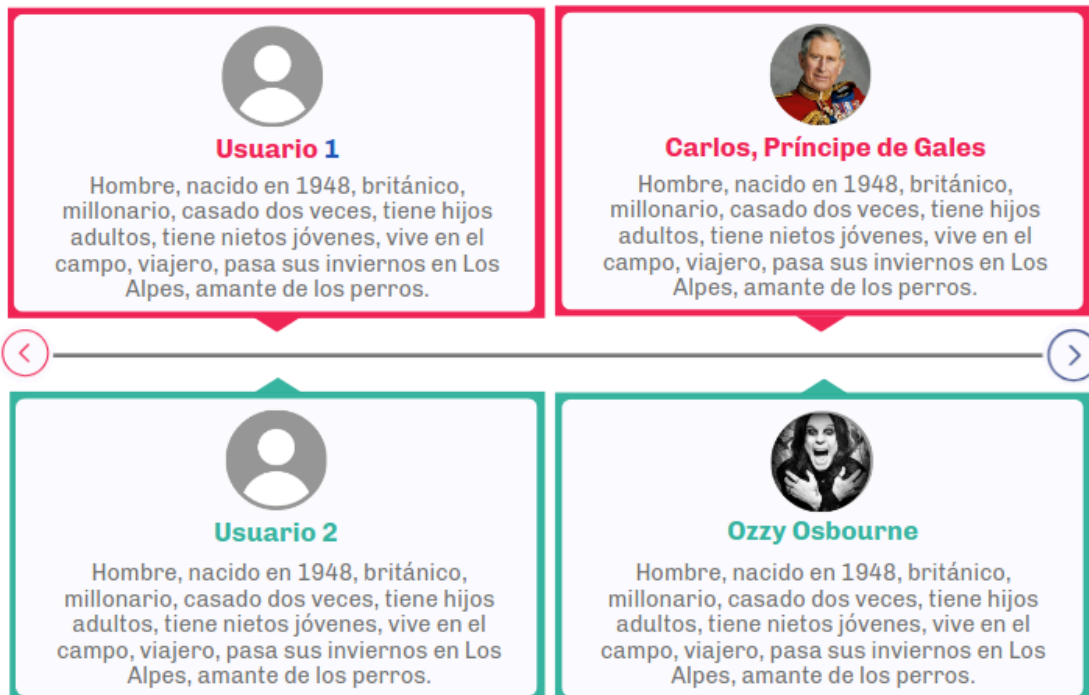 Usuario 1
Hombre, nacido en 1948, británico,
millonario, casado dos veces, tiene hijos
adultos, tiene nietos jóvenes, vive en el
campo, viajero, pasa sus inviernos en Los
Alpes, amante de los perros.
Carlos, Príncipe de Gales
Hombre, nacido en 1948, británico,
millonario, casado dos veces, tiene hijos
adultos, tiene nietos jóvenes, vive en el
campo, viajero, pasa sus inviernos en Los
Alpes, amante de los perros.
Usuario 2
Hombre, nacido en 1948, británico,
millonario, casado dos veces, tiene hijos
adultos, tiene nietos jóvenes, vive en el
campo, viajero, pasa sus inviernos en Los
Alpes, amante de los perros.
Ozzy Osbourne
Hombre, nacido en 1948, británico,
millonario, casado dos veces, tiene hijos
adultos, tiene nietos jóvenes, vive en el
campo, viajero, pasa sus inviernos en Los
Alpes, amante de los perros.